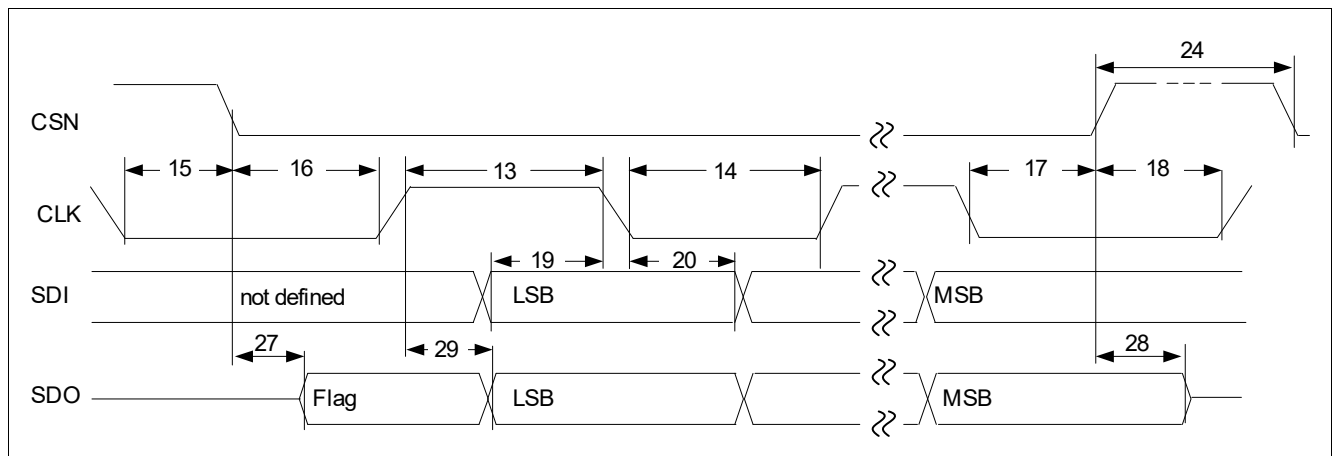 24
CSN
15
16
13
14
17
18
CLK
19
20
SDI
not defined
LSB
MSB
27
29
28
SDO
Flag
LSB
MSB